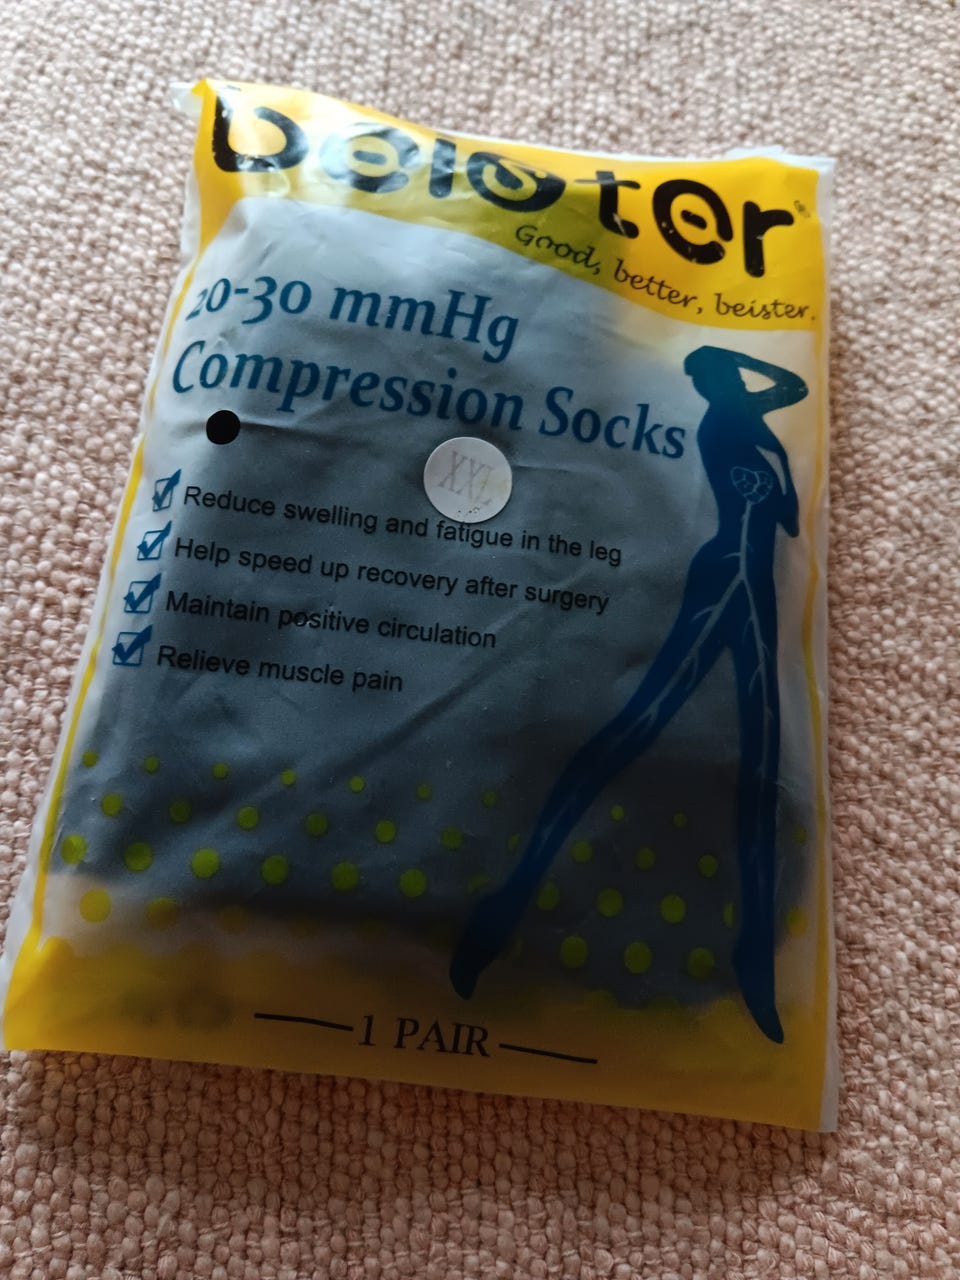 beister®
Good, better, beister.
20-30 mmHg
Compression Socks
XXL
Reduce swelling and fatigue in the leg
Help speed up recovery after surgery
Maintain positive circulation
Relieve muscle pain
1 PAIR